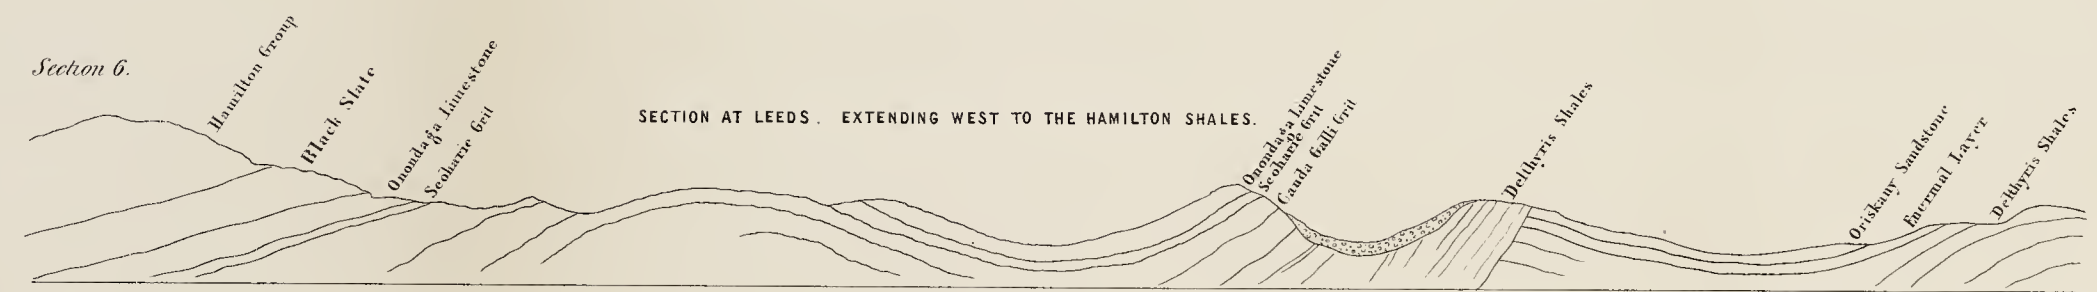 Section 6.
Hamilton Group
Black Slate
Onondaga Limestone
Scoharie Grit
SECTION AT LEEDS. EXTENDING WEST TO THE HAMILTON SHALES.
Onondaga Limestone
Scoharie Grit
Cauda Galli Grit
Delthyris Shales
Oriskany Sandstone
Encrinal Layer
Delthyris Shales